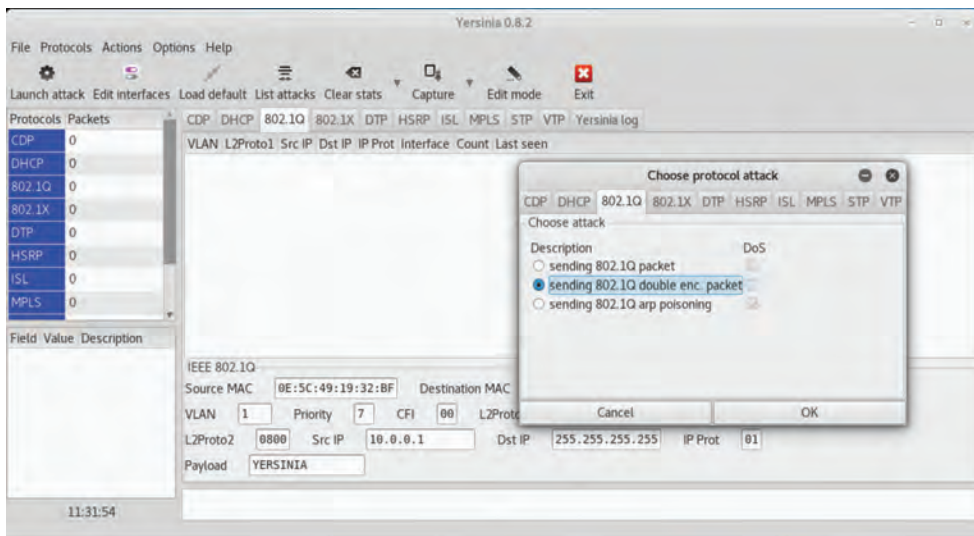 Yersinia 0.8.2
File Protocols Actions Options Help
Launch attack Edit interfaces Load default List attacks Clear stats Capture Edit mode Exit
Protocols Packets
CDP 0
DHCP 0
802.1Q 0
802.1X 0
DTP 0
HSRP 0
ISL 0
MPLS 0
Field Value Description
11:31:54
CDP DHCP 802.1Q 802.1X DTP HSRP ISL MPLS STP VTP Yersinia log
VLAN L2Proto1 Src IP Dst IP IP Prot Interface Count Last seen
Choose protocol attack
CDP DHCP 802.1Q 802.1X DTP HSRP ISL MPLS STP VTP
Choose attack
Description DoS
sending 802.1Q packet
sending 802.1Q double enc. packet
sending 802.1Q arp poisoning
Cancel OK
IEEE 802.1Q
Source MAC 0E:5C:49:19:32:BF Destination MAC
VLAN 1 Priority 7 CFI 00
L2Proto2 0800 Src IP 10.0.0.1 Dst IP 255.255.255.255 IP Prot 01
Payload YERSINIA